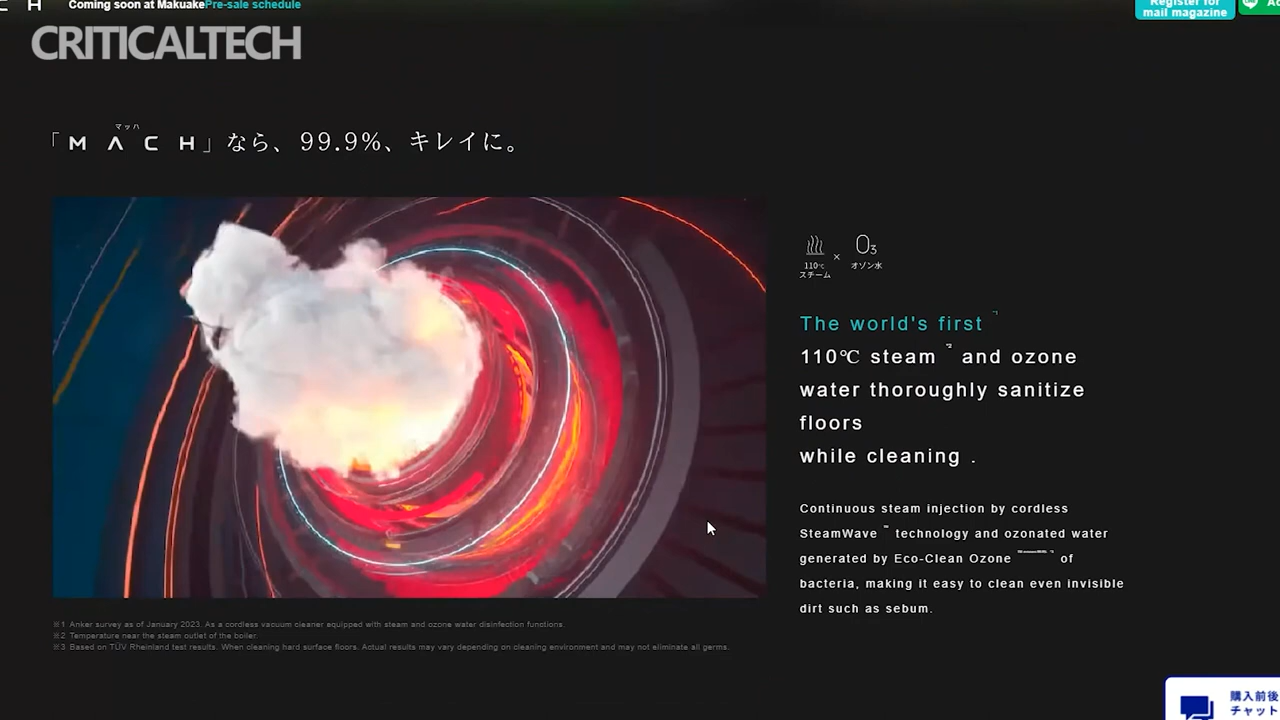 C H Coming soon at MakuakePre-sale schedule
Register for
mail magazine
CRITICALTECH
マッハ
「MΛCH」なら、99.9%、キレイに。
110℃
スチーム
×
O3
オゾン水
The world's first
110℃ steam and ozone
water thoroughly sanitize
floors
while cleaning .
Continuous steam injection by cordless
SteamWave ™ technology and ozonated water
generated by Eco-Clean Ozone of
bacteria, making it easy to clean even invisible
dirt such as sebum.
※1 Anker survey as of January 2023. As a cordless vacuum cleaner equipped with steam and ozone water disinfection functions.
※2 Temperature near the steam outlet of the boiler.
※3 Based on TÜV Rheinland test results. When cleaning hard surface floors. Actual results may vary depending on cleaning environment and may not eliminate all germs.
購入前後
チャット